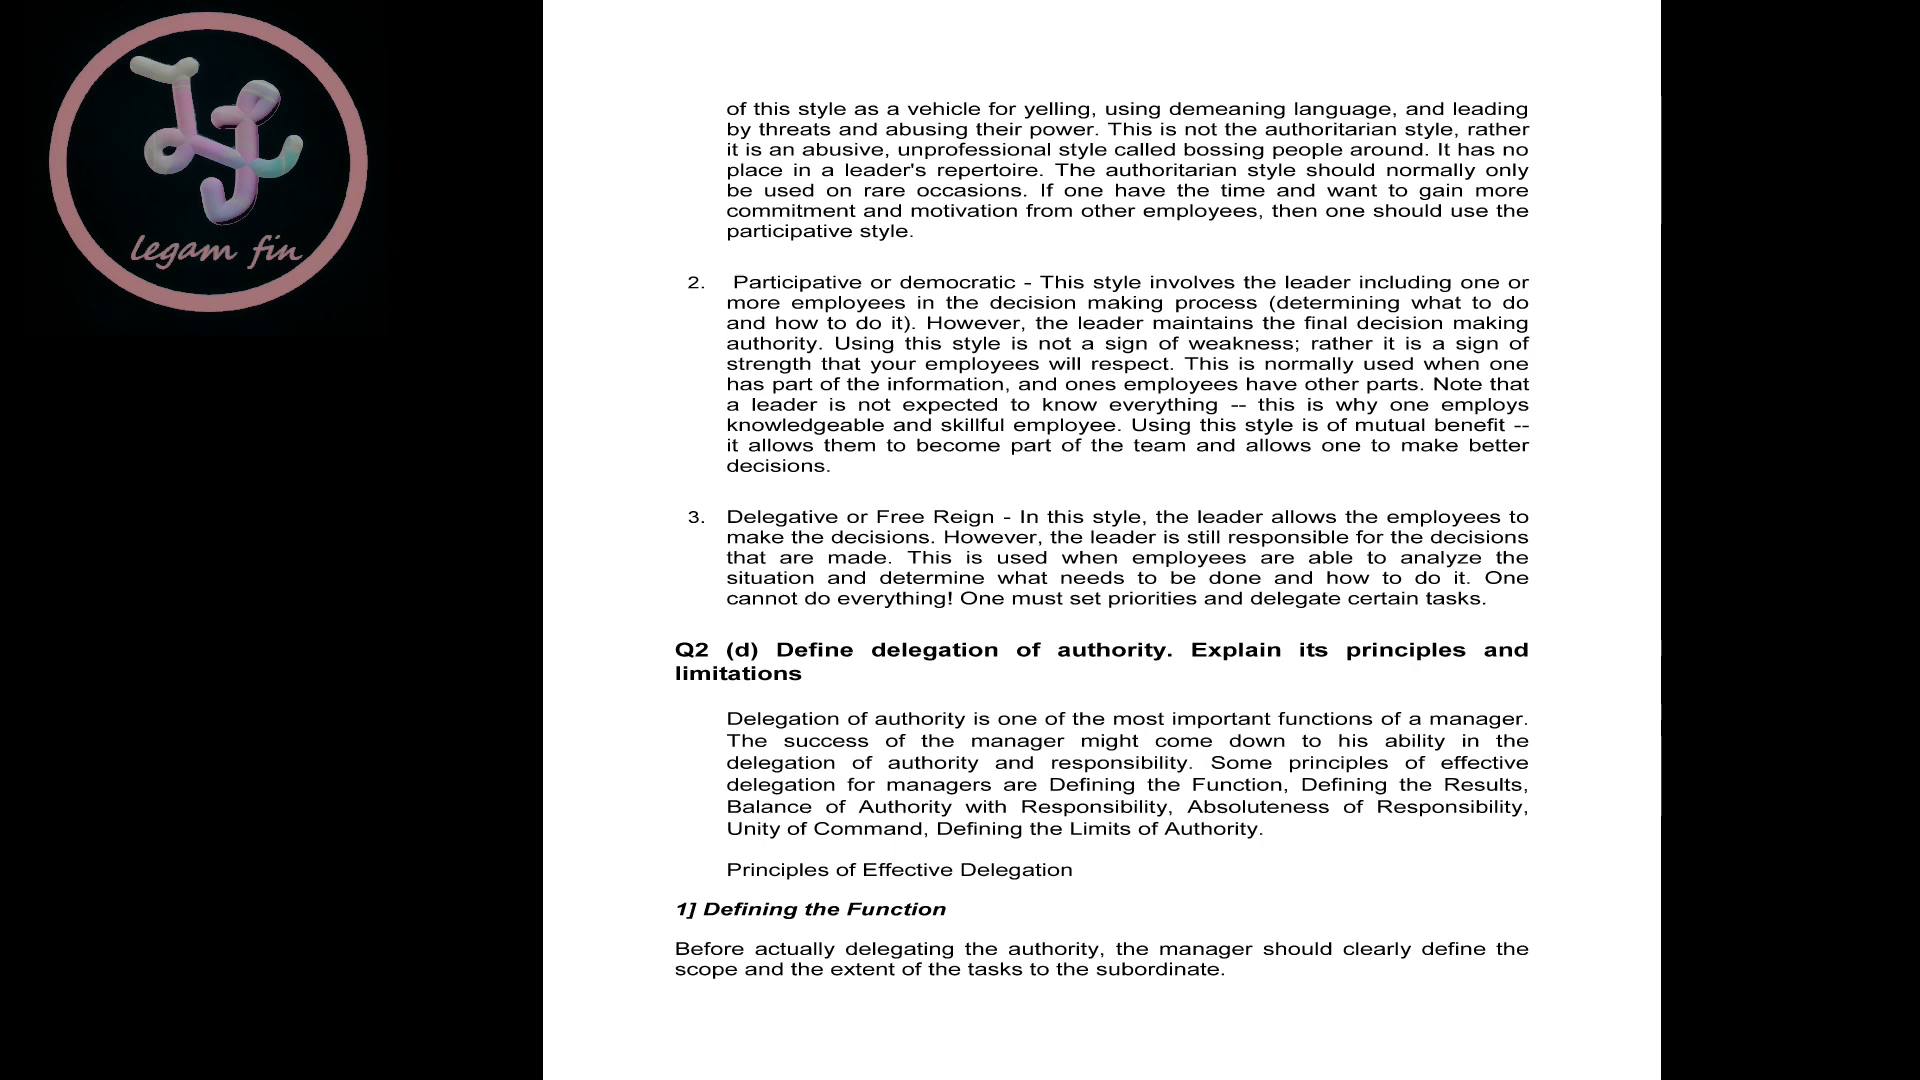 legam fin
of this style as a vehicle for yelling, using demeaning language, and leading
by threats and abusing their power. This is not the authoritarian style, rather
it is an abusive, unprofessional style called bossing people around. It has no
place in a leader's repertoire. The authoritarian style should normally only
be used on rare occasions. If one have the time and want to gain more
commitment and motivation from other employees, then one should use the
participative style.
2. Participative or democratic - This style involves the leader including one or
more employees in the decision making process (determining what to do
and how to do it). However, the leader maintains the final decision making
authority. Using this style is not a sign of weakness; rather it is a sign of
strength that your employees will respect. This is normally used when one
has part of the information, and ones employees have other parts. Note that
a leader is not expected to know everything -- this is why one employs
knowledgeable and skillful employee. Using this style is of mutual benefit --
it allows them to become part of the team and allows one to make better
decisions.
3. Delegative or Free Reign - In this style, the leader allows the employees to
make the decisions. However, the leader is still responsible for the decisions
that are made. This is used when employees are able to analyze the
situation and determine what needs to be done and how to do it. One
cannot do everything! One must set priorities and delegate certain tasks.
Q2 (d) Define delegation of authority. Explain its principles and
limitations
Delegation of authority is one of the most important functions of a manager.
The success of the manager might come down to his ability in the
delegation of authority and responsibility. Some principles of effective
delegation for managers are Defining the Function, Defining the Results,
Balance of Authority with Responsibility, Absoluteness of Responsibility,
Unity of Command, Defining the Limits of Authority.
Principles of Effective Delegation
1] Defining the Function
Before actually delegating the authority, the manager should clearly define the
scope and the extent of the tasks to the subordinate.